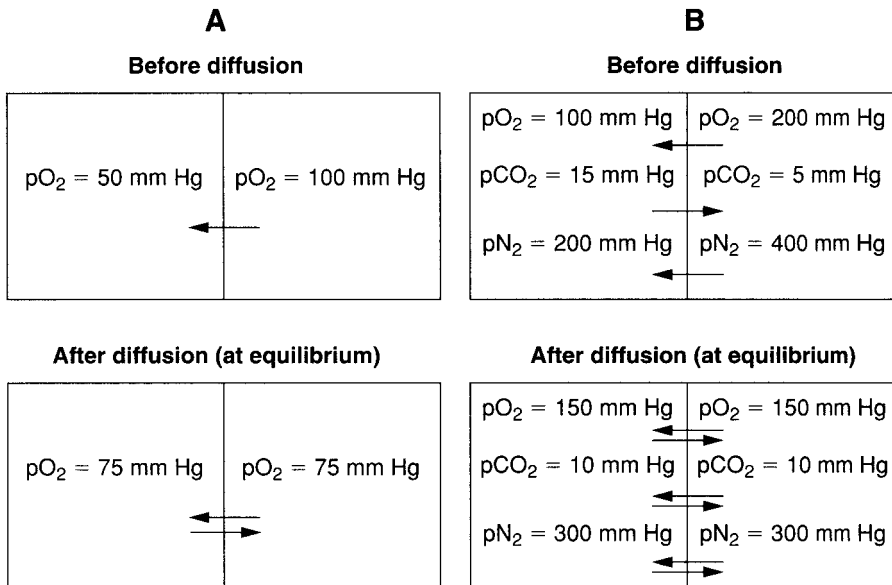 A
Before diffusion
pO₂ = 50 mm Hg
pO₂ = 100 mm Hg
After diffusion (at equilibrium)
pO₂ = 75 mm Hg
pO₂ = 75 mm Hg
B
Before diffusion
pO₂ = 100 mm Hg
pO₂ = 200 mm Hg
pCO₂ = 15 mm Hg
pCO₂ = 5 mm Hg
pN₂ = 200 mm Hg
pN₂ = 400 mm Hg
After diffusion (at equilibrium)
pO₂ = 150 mm Hg
pO₂ = 150 mm Hg
pCO₂ = 10 mm Hg
pCO₂ = 10 mm Hg
pN₂ = 300 mm Hg
pN₂ = 300 mm Hg